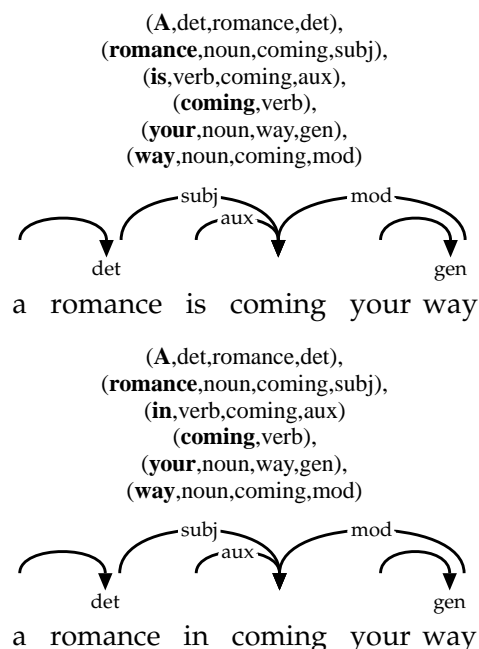 (A,det,romance,det),
(romance,noun,coming,subj),
(is,verb,coming,aux),
(coming,verb),
(your,noun,way,gen),
(way,noun,coming,mod)
subj mod
aux
det gen
a romance is coming your way
(A,det,romance,det),
(romance,noun,coming,subj),
(in,verb,coming,aux)
(coming,verb),
(your,noun,way,gen),
(way,noun,coming,mod)
subj mod
aux
det gen
a romance in coming your way